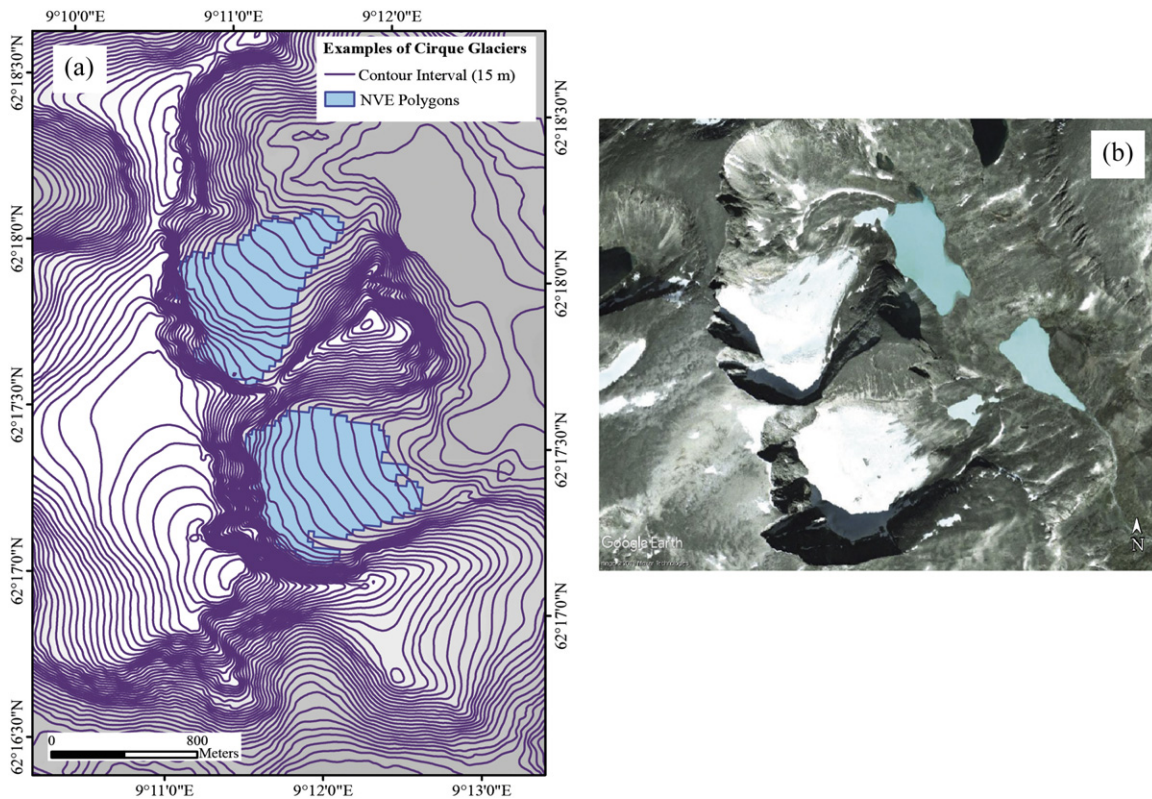 9°10'0"E 9°11'0"E 9°12'0"E
(a)
Examples of Cirque Glaciers
Contour Interval (15 m)
NVE Polygons
62°18'30"N
62°18'0"N
62°17'30"N
62°17'0"N
62°16'30"N
62°18'30"N
62°18'0"N
62°17'30"N
62°17'0"N
0 800
Meters
9°11'0"E 9°12'0"E 9°13'0"E
(b)
N
Google Earth